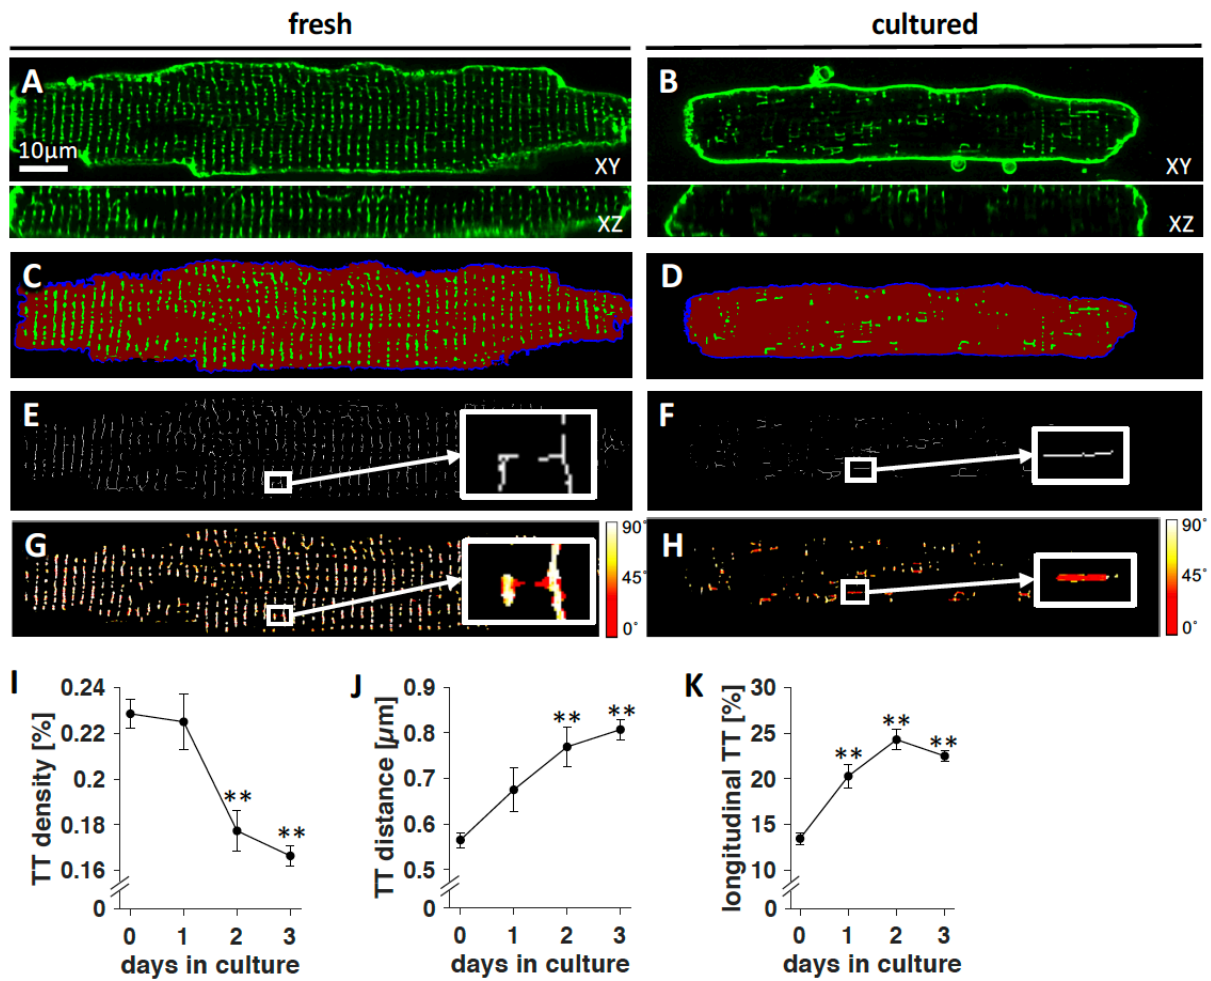 fresh
cultured
A
10µm
XY
XZ
B
XY
XZ
C
D
E
F
G
90°
45°
0°
H
90°
45°
0°
I
TT density [%]
0.24
0.22
0.2
0.18
0.16
0
**
**
0 1 2 3
days in culture
J
TT distance [µm]
0.9
0.8
0.7
0.6
0.5
0
**
**
0 1 2 3
days in culture
K
longitudinal TT [%]
30
25
20
15
10
0
**
**
**
0 1 2 3
days in culture